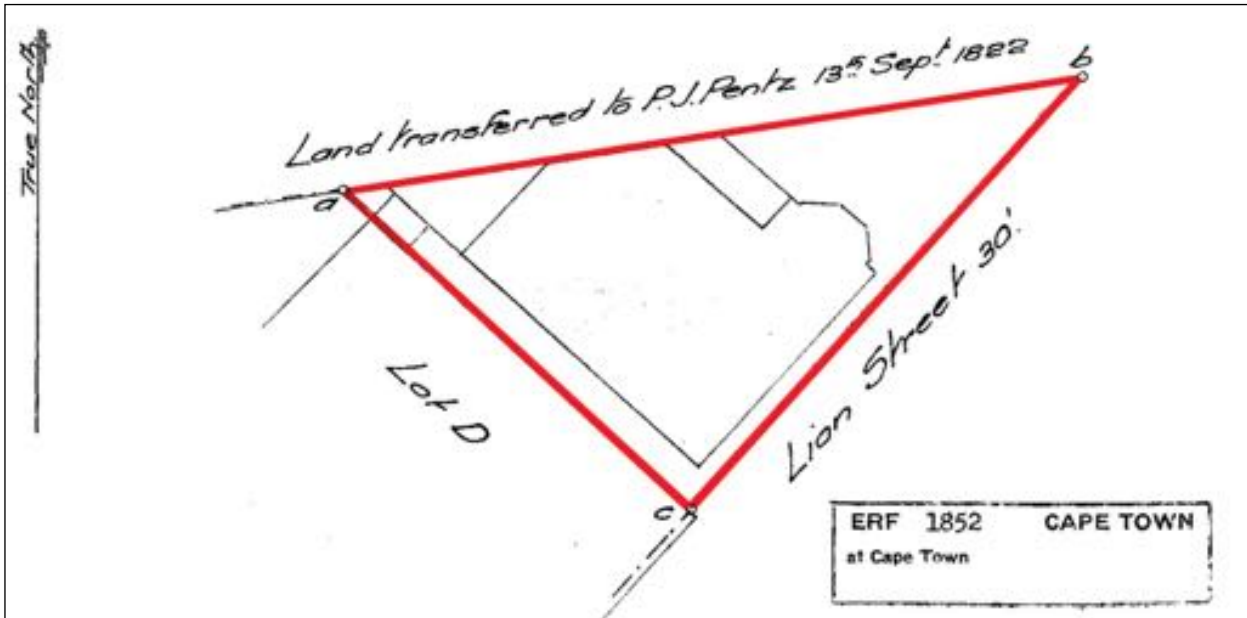 True North
Land transferred to P.J. Pentz 13th Sept. 1822
b
a
Lion Street 30'.
Lot D
c
ERF 1852 CAPE TOWN
at Cape Town